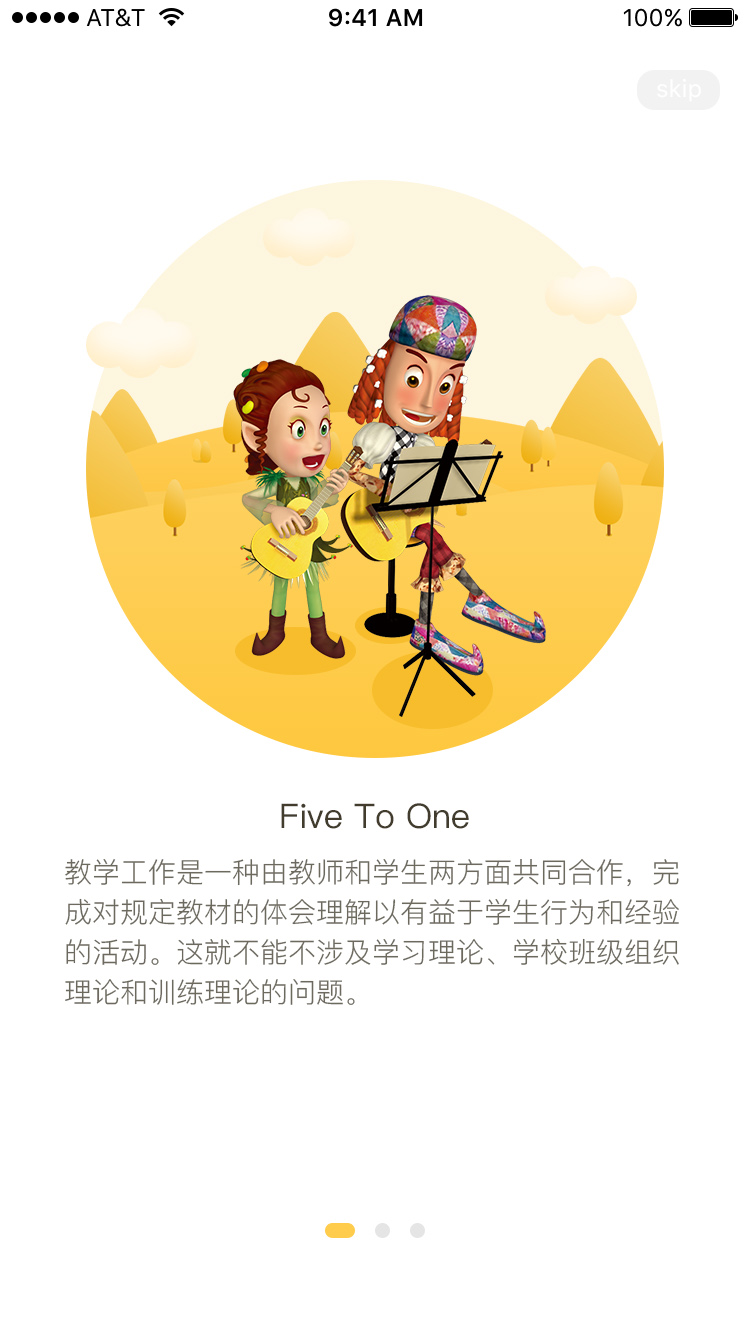 AT&T 9:41 AM 100%
skip
Five To One
教学工作是一种由教师和学生两方面共同合作，完
成对规定教材的体会理解以有益于学生行为和经验
的活动。这就不能不涉及学习理论、学校班级组织
理论和训练理论的问题。